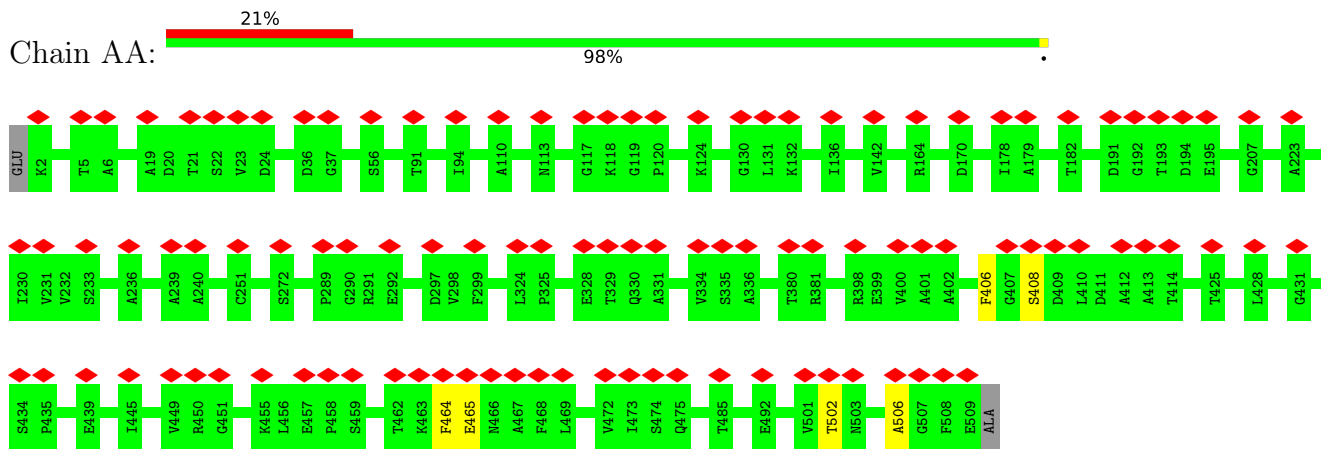 21%
Chain AA:
98%
.
GLU K2 T5 A6 A19 D20 T21 S22 V23 D24 D36 G37 S56 T91 I94 A110 N113 G117 K118 G119 P120 K124 G130 L131 K132 I136 V142 R164 D170 I178 A179 T182 D191 G192 T193 D194 E195 G207 A223
I230 V231 V232 S233 A236 A239 A240 C251 S272 P289 G290 R291 E292 D297 V298 F299 L324 P325 E328 T329 Q330 A331 V334 S335 A336 T380 R381 R398 E399 V400 A401 A402 F406 G407 S408 D409 L410 D411 A412 A413 T414 T425 L428 G431
S434 P435 E439 I445 V449 R450 G451 K455 L456 E457 P458 S459 T462 K463 F464 E465 N466 A467 F468 L469 V472 I473 S474 Q475 T485 E492 V501 T502 N503 A506 G507 F508 E509 ALA